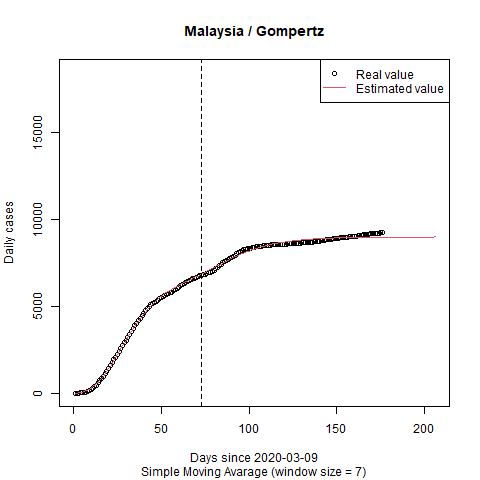 Malaysia / Gompertz
Real value
Estimated value
Daily cases
0
5000
10000
15000
0
50
100
150
200
Days since 2020-03-09
Simple Moving Avarage (window size = 7)